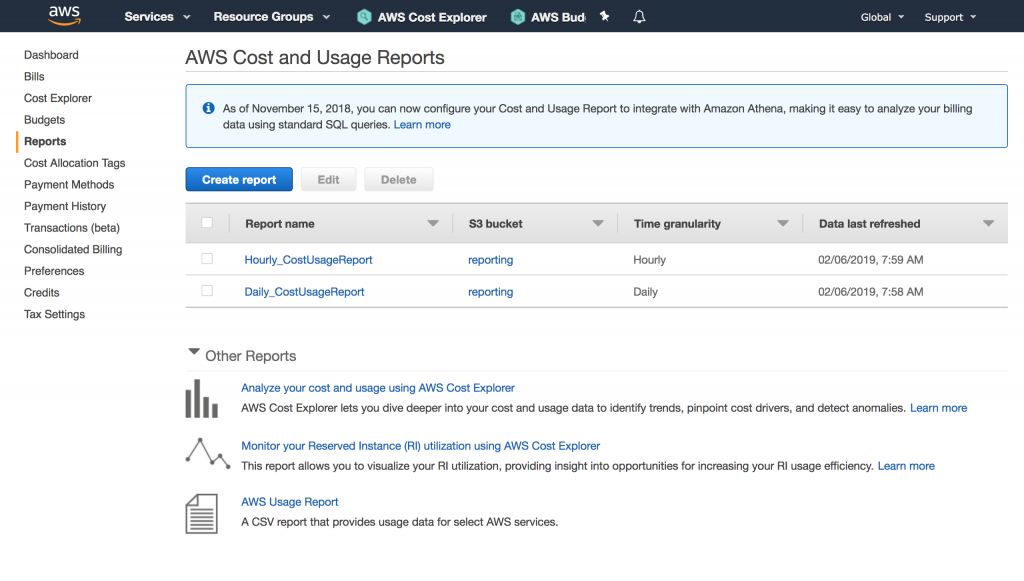 aws Services Resource Groups AWS Cost Explorer AWS Bud Global Support
Dashboard
Bills
Cost Explorer
Budgets
Reports
Cost Allocation Tags
Payment Methods
Payment History
Transactions (beta)
Consolidated Billing
Preferences
Credits
Tax Settings
AWS Cost and Usage Reports
As of November 15, 2018, you can now configure your Cost and Usage Report to integrate with Amazon Athena, making it easy to analyze your billing
data using standard SQL queries. Learn more
Create report Edit Delete
Report name S3 bucket Time granularity Data last refreshed
Hourly_CostUsageReport reporting Hourly 02/06/2019, 7:59 AM
Daily_CostUsageReport reporting Daily 02/06/2019, 7:58 AM
Other Reports
Analyze your cost and usage using AWS Cost Explorer
AWS Cost Explorer lets you dive deeper into your cost and usage data to identify trends, pinpoint cost drivers, and detect anomalies. Learn more
Monitor your Reserved Instance (RI) utilization using AWS Cost Explorer
This report allows you to visualize your RI utilization, providing insight into opportunities for increasing your RI usage efficiency. Learn more
AWS Usage Report
A CSV report that provides usage data for select AWS services.